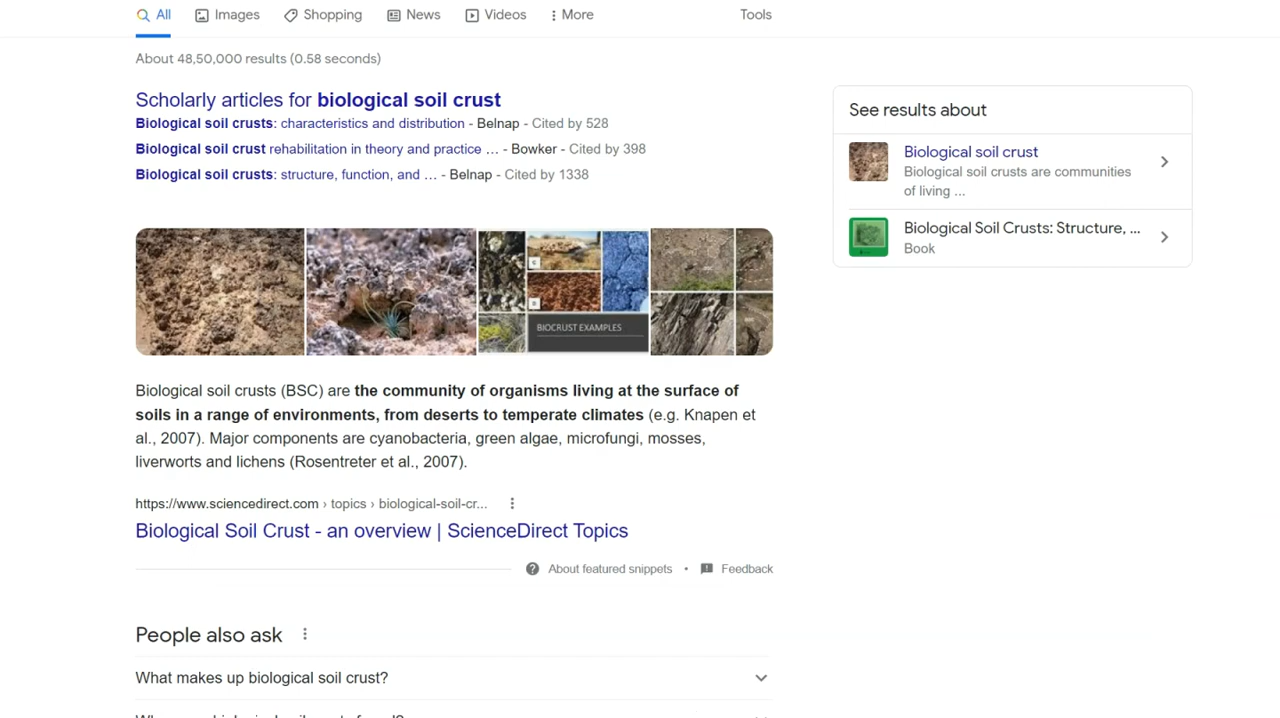 All Images Shopping News Videos More Tools
About 48,50,000 results (0.58 seconds)
Scholarly articles for biological soil crust
Biological soil crusts: characteristics and distribution - Belnap - Cited by 528
Biological soil crust rehabilitation in theory and practice … - Bowker - Cited by 398
Biological soil crusts: structure, function, and … - Belnap - Cited by 1338
BIOCRUST EXAMPLES
Biological soil crusts (BSC) are the community of organisms living at the surface of
soils in a range of environments, from deserts to temperate climates (e.g. Knapen et
al., 2007). Major components are cyanobacteria, green algae, microfungi, mosses,
liverworts and lichens (Rosentreter et al., 2007).
https://www.sciencedirect.com › topics › biological-soil-cr...
Biological Soil Crust - an overview | ScienceDirect Topics
About featured snippets • Feedback
People also ask
What makes up biological soil crust?
See results about
Biological soil crust
Biological soil crusts are communities
of living ...
Biological Soil Crusts: Structure, ...
Book